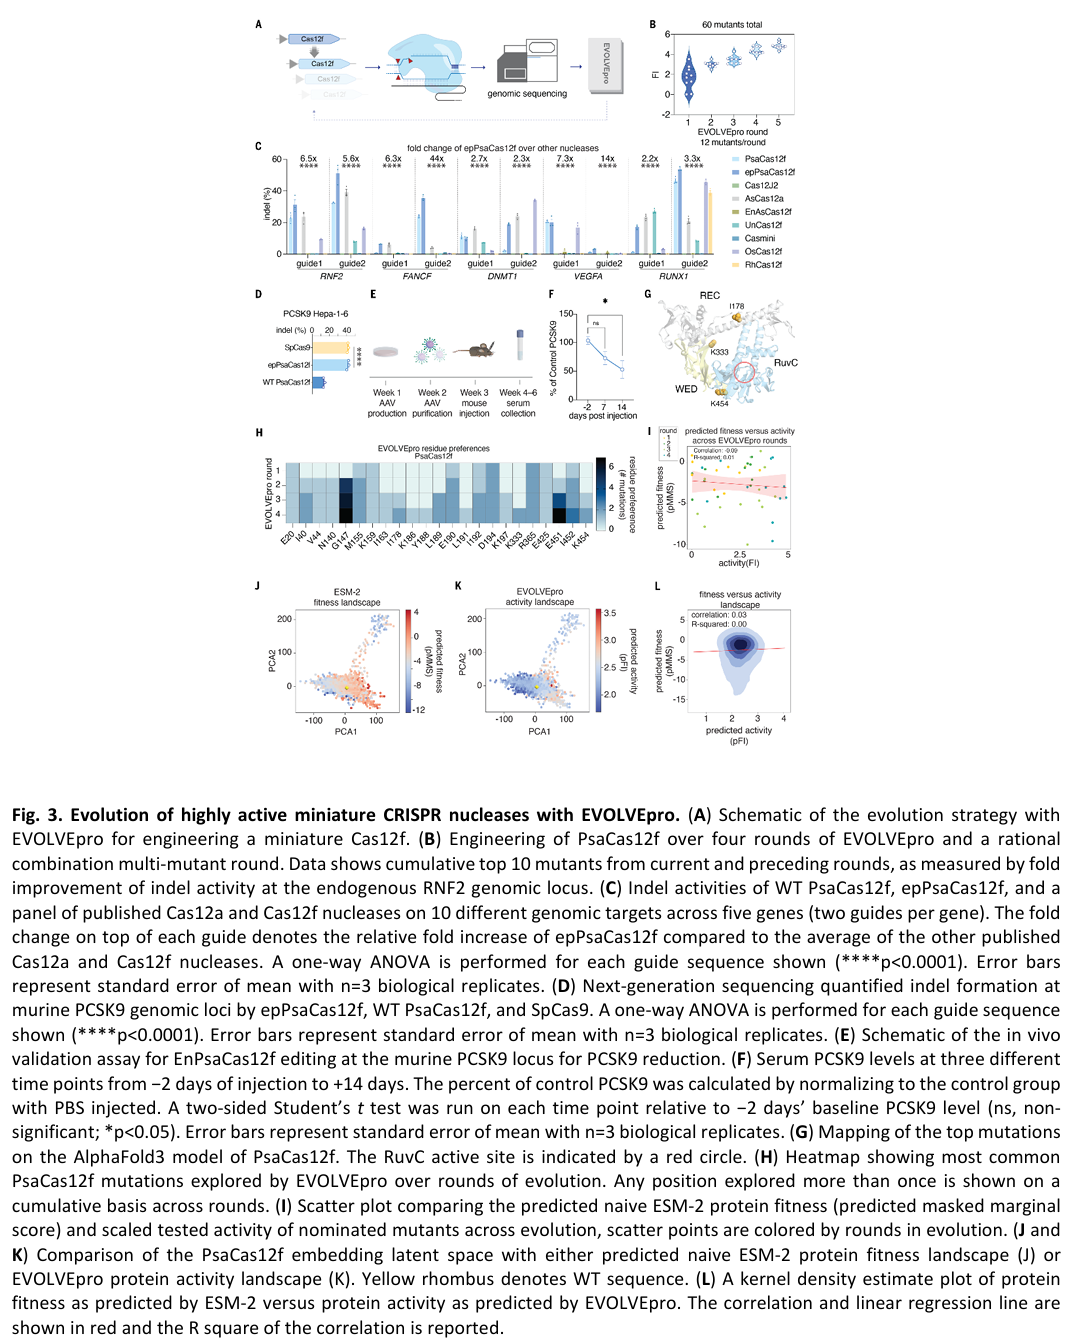 A
Cas12f
Cas12f
Cas12f
Cas12f
genomic sequencing
EVOLVEpro
B
60 mutants total
FI
6
4
2
0
-2
1 2 3 4 5
EVOLVEpro round
12 mutants/round
C
fold change of epPsaCas12f over other nucleases
6.5x 5.6x 6.3x 44x 2.7x 2.3x 7.3x 14x 2.2x 3.3x
**** **** **** **** **** **** **** **** **** ****
indel (%)
60
40
20
0
guide1 guide2 guide1 guide2 guide1 guide2 guide1 guide2 guide1 guide2
RNF2 FANCF DNMT1 VEGFA RUNX1
PsaCas12f
epPsaCas12f
Cas12J2
AsCas12a
EnAsCas12f
UnCas12f
Casmini
OsCas12f
RhCas12f
D
PCSK9 Hepa-1-6
indel (%) 0 20 40
SpCas9
epPsaCas12f
WT PsaCas12f
****
E
Week 1 AAV production
Week 2 AAV purification
Week 3 mouse injection
Week 4–6 serum collection
F
% of Control PCSK9
150
100
50
0
*
ns
-2 7 14
days post injection
G
REC
I178
K333
RuvC
WED
K454
H
EVOLVEpro residue preferences
PsaCas12f
EVOLVEpro round
1
2
3
4
E20 I40 V44 N140 G147 M155 K159 I163 I178 K186 Y188 L189 E190 L191 I192 D194 K197 K333 R365 E425 E451 I452 K454
6
4
2
0
residue preference
(# mutations)
I
round
1
2
3
4
predicted fitness versus activity
across EVOLVEpro rounds
Correlation: -0.09
R-squared: 0.01
predicted fitness
(pMMS)
0
-5
-10
0 2.5 5
activity(FI)
J
ESM-2
fitness landscape
PCA2
200
100
0
-100 0 100
PCA1
4
0
-4
-8
-12
predicted fitness
(pMMS)
K
EVOLVEpro
activity landscape
PCA2
200
100
0
-100 0 100
PCA1
3.5
3.0
2.5
2.0
predicted activity
(pFI)
L
fitness versus activity
landscape
correlation: 0.03
R-squared: 0.00
predicted fitness
(pMMS)
5
0
-5
-10
-15
1 2 3 4
predicted activity
(pFI)
Fig. 3. Evolution of highly active miniature CRISPR nucleases with EVOLVEpro. (A) Schematic of the evolution strategy with
EVOLVEpro for engineering a miniature Cas12f. (B) Engineering of PsaCas12f over four rounds of EVOLVEpro and a rational
combination multi-mutant round. Data shows cumulative top 10 mutants from current and preceding rounds, as measured by fold
improvement of indel activity at the endogenous RNF2 genomic locus. (C) Indel activities of WT PsaCas12f, epPsaCas12f, and a
panel of published Cas12a and Cas12f nucleases on 10 different genomic targets across five genes (two guides per gene). The fold
change on top of each guide denotes the relative fold increase of epPsaCas12f compared to the average of the other published
Cas12a and Cas12f nucleases. A one-way ANOVA is performed for each guide sequence shown (****p<0.0001). Error bars
represent standard error of mean with n=3 biological replicates. (D) Next-generation sequencing quantified indel formation at
murine PCSK9 genomic loci by epPsaCas12f, WT PsaCas12f, and SpCas9. A one-way ANOVA is performed for each guide sequence
shown (****p<0.0001). Error bars represent standard error of mean with n=3 biological replicates. (E) Schematic of the in vivo
validation assay for EnPsaCas12f editing at the murine PCSK9 locus for PCSK9 reduction. (F) Serum PCSK9 levels at three different
time points from −2 days of injection to +14 days. The percent of control PCSK9 was calculated by normalizing to the control group
with PBS injected. A two-sided Student’s t test was run on each time point relative to −2 days’ baseline PCSK9 level (ns, non-
significant; *p<0.05). Error bars represent standard error of mean with n=3 biological replicates. (G) Mapping of the top mutations
on the AlphaFold3 model of PsaCas12f. The RuvC active site is indicated by a red circle. (H) Heatmap showing most common
PsaCas12f mutations explored by EVOLVEpro over rounds of evolution. Any position explored more than once is shown on a
cumulative basis across rounds. (I) Scatter plot comparing the predicted naive ESM-2 protein fitness (predicted masked marginal
score) and scaled tested activity of nominated mutants across evolution, scatter points are colored by rounds in evolution. (J and
K) Comparison of the PsaCas12f embedding latent space with either predicted naive ESM-2 protein fitness landscape (J) or
EVOLVEpro protein activity landscape (K). Yellow rhombus denotes WT sequence. (L) A kernel density estimate plot of protein
fitness as predicted by ESM-2 versus protein activity as predicted by EVOLVEpro. The correlation and linear regression line are
shown in red and the R square of the correlation is reported.